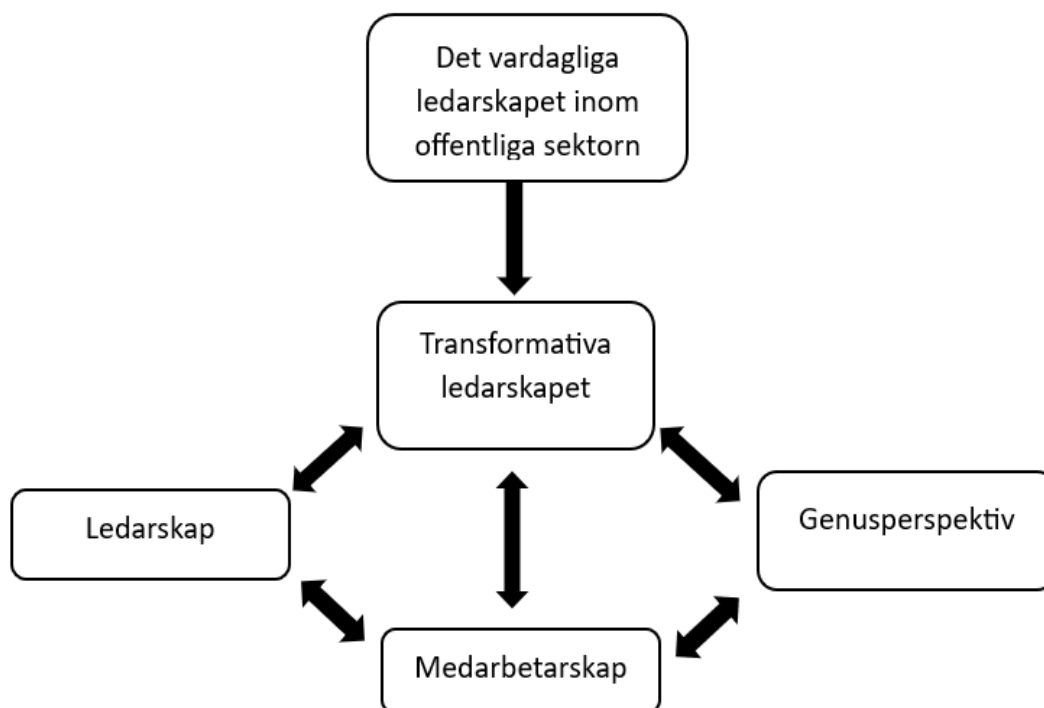 Det vardagliga
ledarskapet inom
offentliga sektorn
Transformativa
ledarskapet
Ledarskap
Genusperspektiv
Medarbetarskap